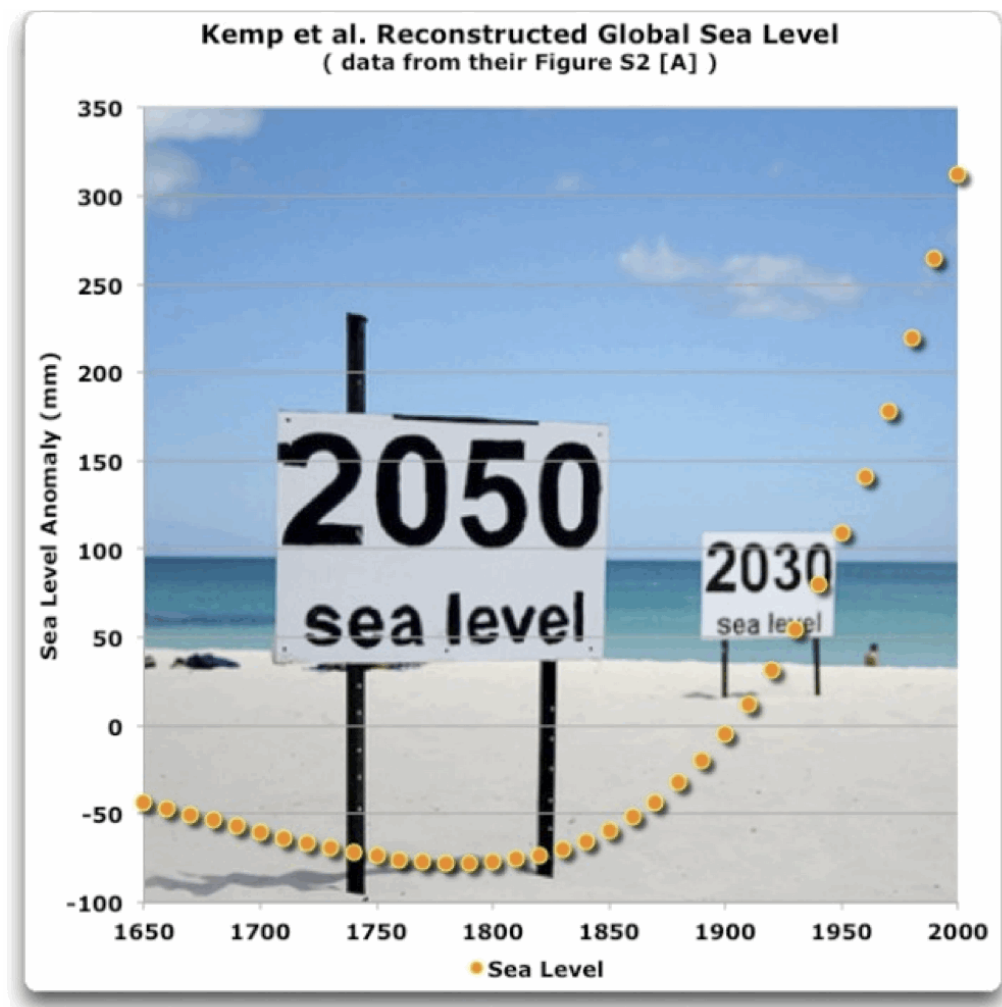 Kemp et al. Reconstructed Global Sea Level
( data from their Figure S2 [A] )
350
300
250
200
150
100
50
0
-50
-100
Sea Level Anomaly (mm)
2050
sea level
2030
sea level
1650 1700 1750 1800 1850 1900 1950 2000
Sea Level